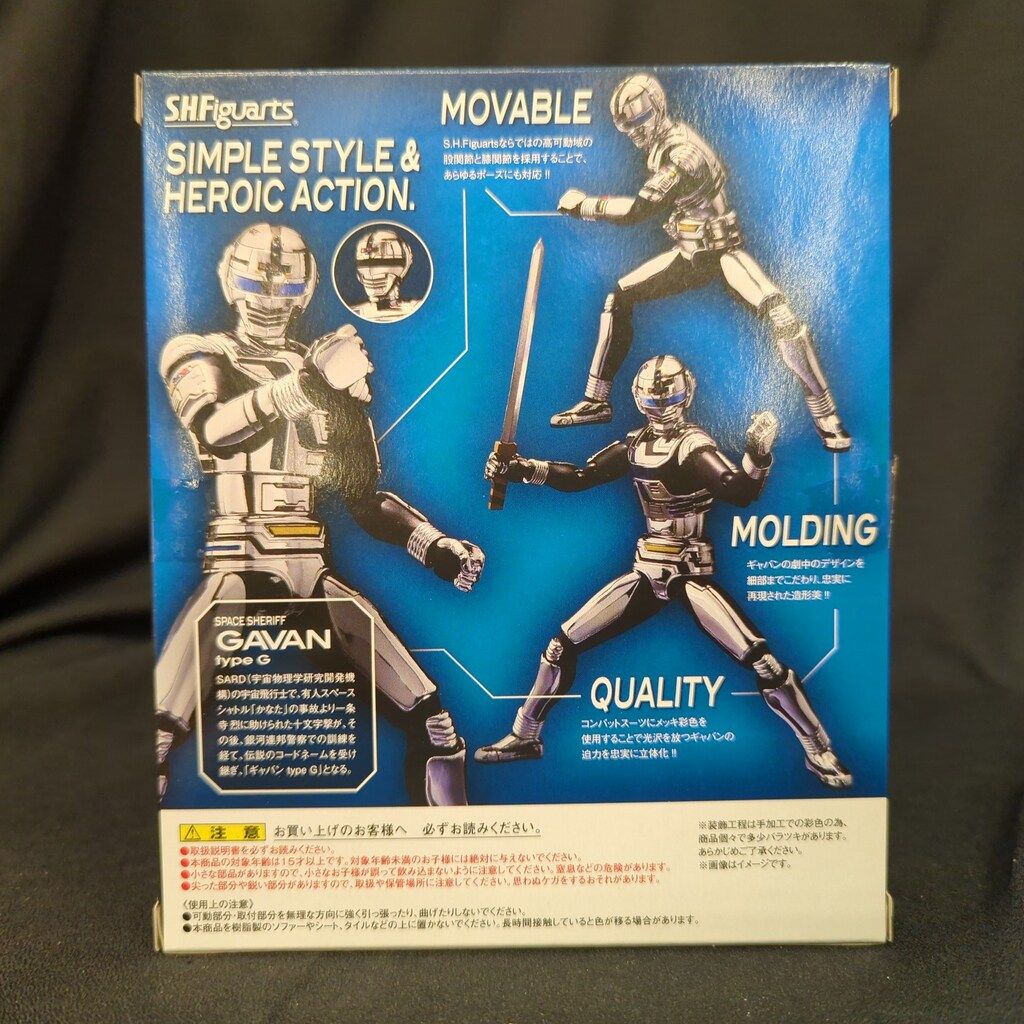 S.H.Figuarts
SIMPLE STYLE &
HEROIC ACTION.
MOVABLE
S.H.Figuartsならではの高可動域の
股関節と膝関節を採用することで、
あらゆるポーズにも対応!!
MOLDING
ギャバンの劇中のデザインを
細部までこだわり、忠実に
再現された造形美!!
QUALITY
コンバットスーツにメッキ彩色を
使用することで光沢を放つギャバンの
迫力を忠実に立体化!!
SPACE SHERIFF
GAVAN
type G
SARD(宇宙物理学研究開発機
構)の宇宙飛行士で、有人スペース
シャトル「かなた」の事故より一条
寺 烈に助けられた十文字撃が、そ
の後、銀河連邦警察での訓練を
経て、伝説のコードネームを受け
継ぎ、「ギャバン type G」となる。
注 意 お買い上げのお客様へ 必ずお読みください。
●取扱説明書を必ずお読みください。
●本商品の対象年齢は15才以上です。対象年齢未満のお子様には絶対に与えないでください。
●小さな部品がありますので、小さなお子様が誤って飲み込まないように注意してください。窒息などの危険があります。
●尖った部分や鋭い部分がありますので、取扱や保管場所に注意してください。思わぬケガをするおそれがあります。
《使用上の注意》
●可動部分・取付部分を無理な方向に強く引っ張ったり、曲げたりしないでください。
●本商品を樹脂製のソファーやシート、タイルなどの上に置かないでください。長時間接触していると色が移る場合があります。
※装飾工程は手加工での彩色の為、
商品個々で多少バラツキがあります。
あらかじめご了承ください。
※画像はイメージです。